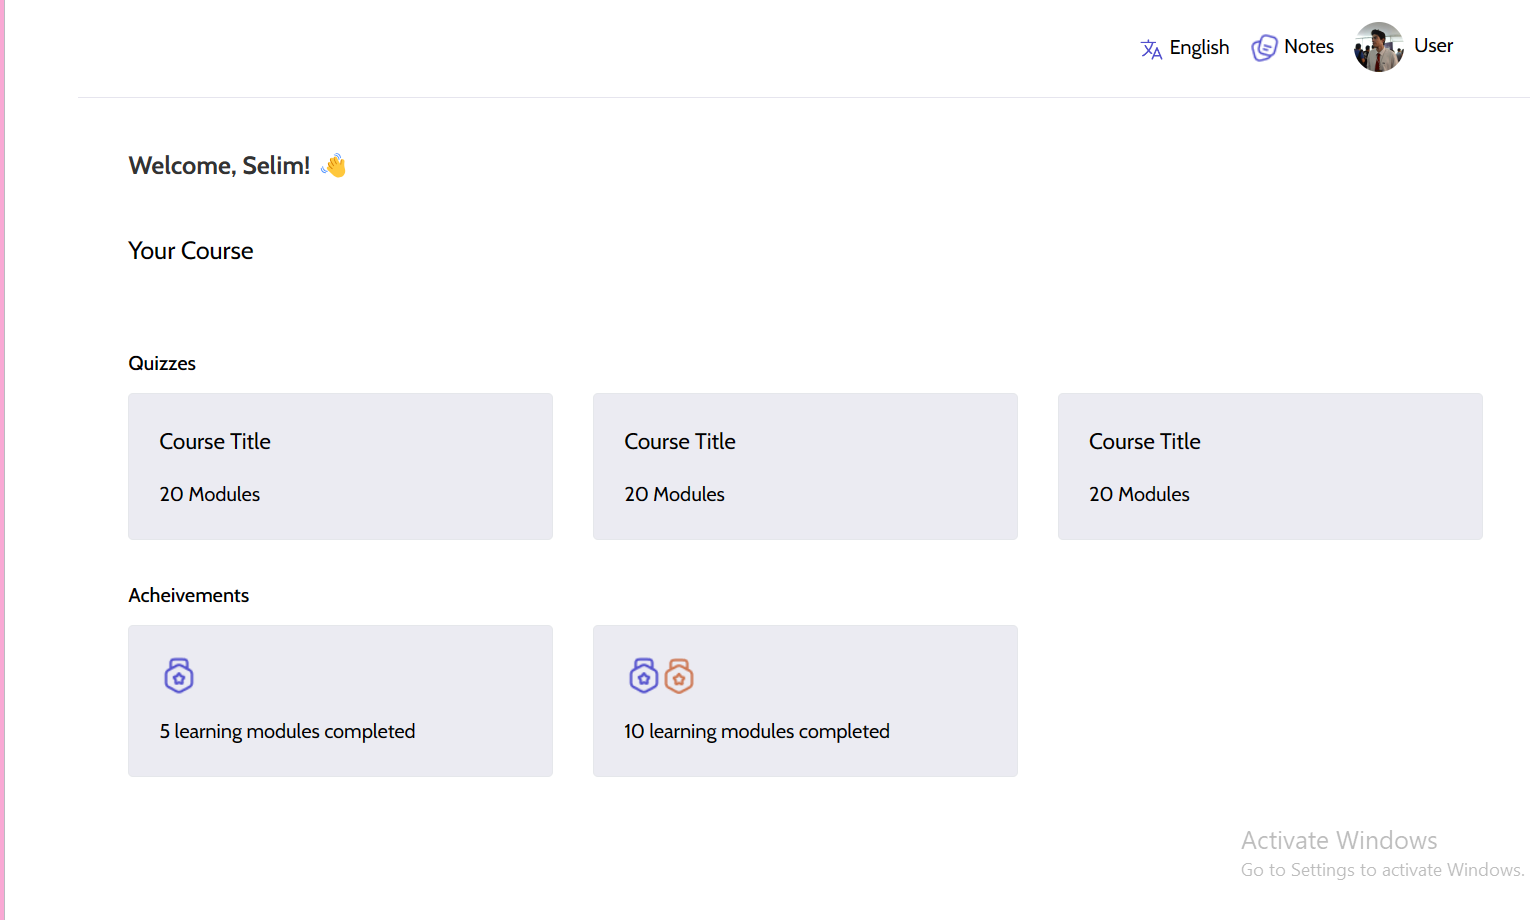 English Notes User
Welcome, Selim! 👋
Your Course
Quizzes
Course Title
20 Modules
Course Title
20 Modules
Course Title
20 Modules
Acheivements
5 learning modules completed
10 learning modules completed
Activate Windows
Go to Settings to activate Windows.